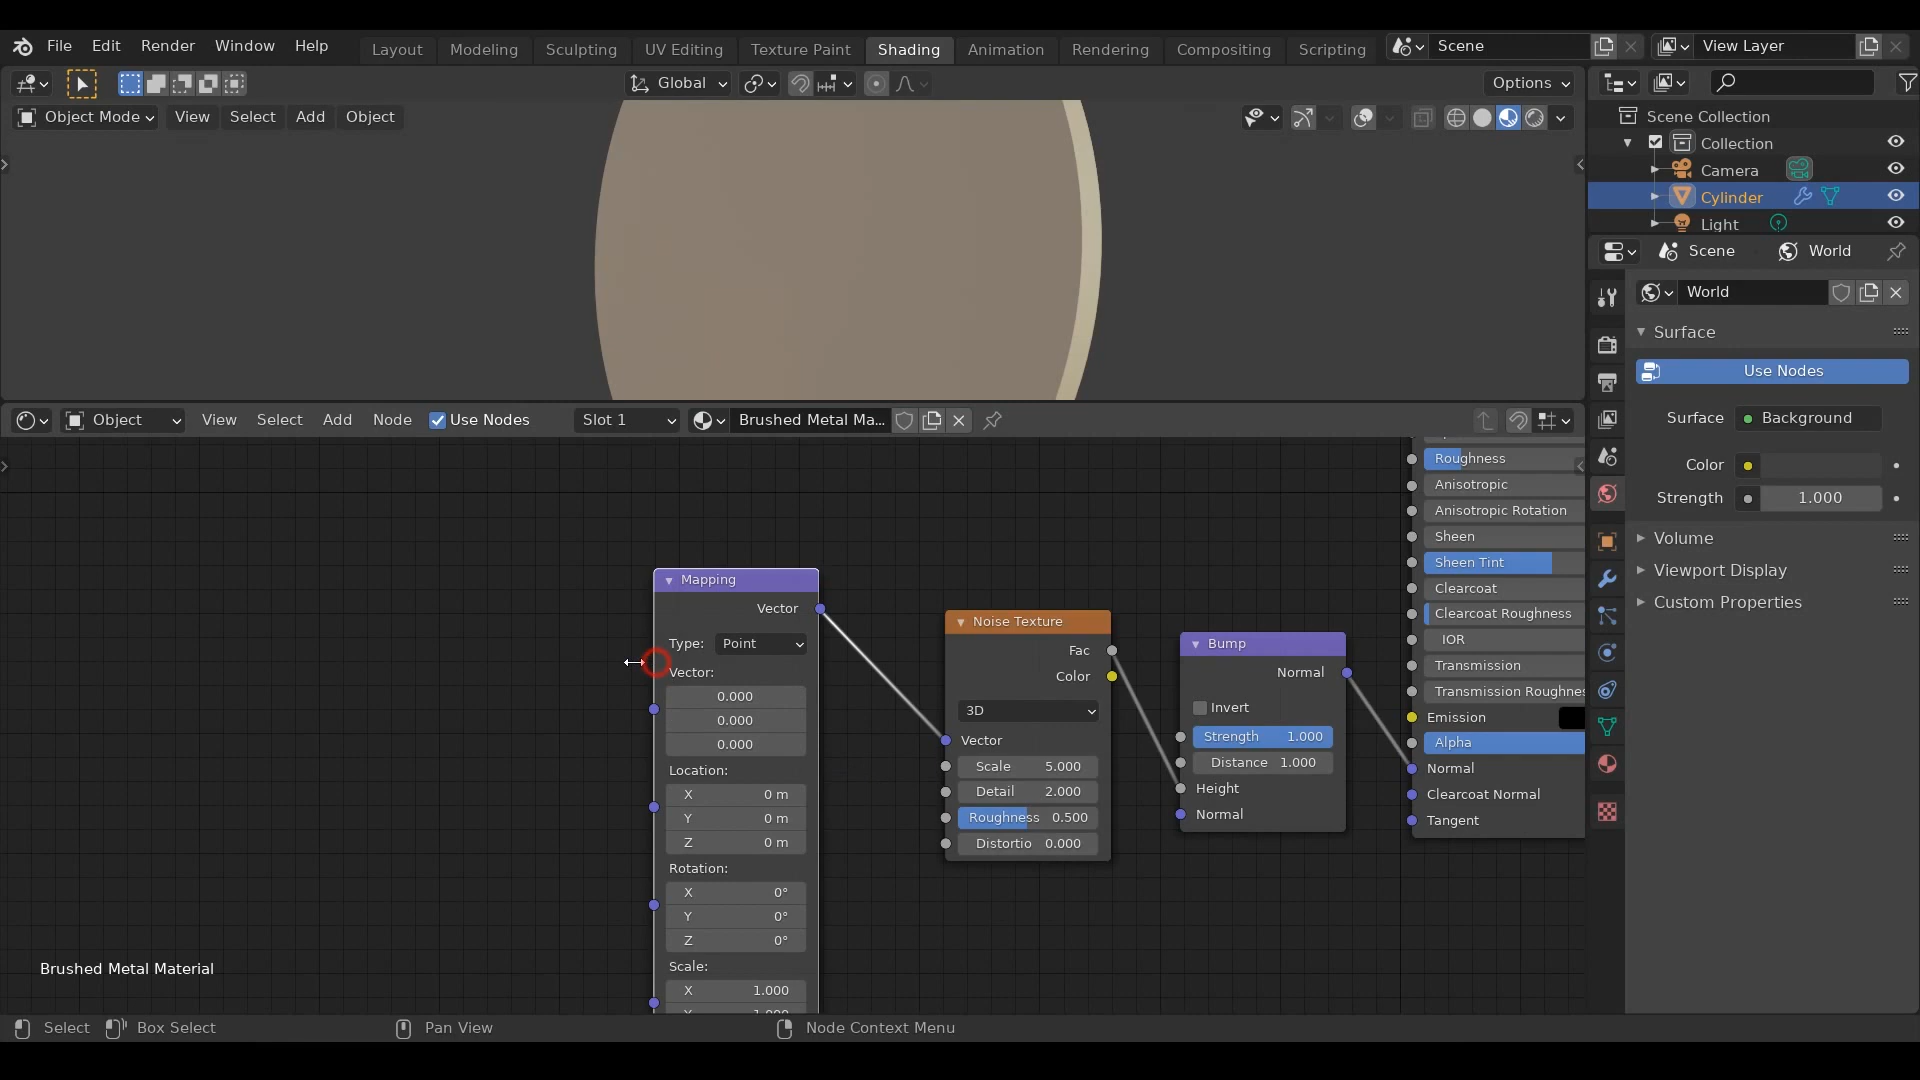 File Edit Render Window Help Layout Modeling Sculpting UV Editing Texture Paint Shading Animation Rendering Compositing Scripting Scene View Layer
Global Options
Object Mode View Select Add Object
Scene Collection
Collection
Camera
Cylinder
Light
Scene World
World
Surface
Use Nodes
Surface Background
Color
Strength 1.000
Volume
Viewport Display
Custom Properties
Object View Select Add Node Use Nodes Slot 1 Brushed Metal Ma...
Mapping
Vector
Type: Point
Vector:
0.000
0.000
0.000
Location:
X 0 m
Y 0 m
Z 0 m
Rotation:
X 0°
Y 0°
Z 0°
Scale:
X 1.000
Noise Texture
Fac
Color
3D
Vector
Scale 5.000
Detail 2.000
Roughness 0.500
Distortio 0.000
Bump
Normal
Invert
Strength 1.000
Distance 1.000
Height
Normal
Roughness
Anisotropic
Anisotropic Rotation
Sheen
Sheen Tint
Clearcoat
Clearcoat Roughness
IOR
Transmission
Transmission Roughnes
Emission
Alpha
Normal
Clearcoat Normal
Tangent
Brushed Metal Material
Select Box Select Pan View Node Context Menu